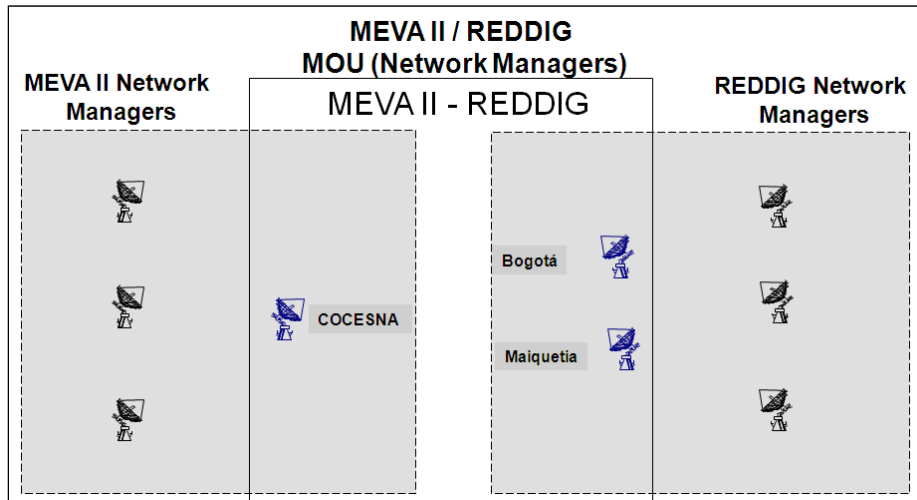 MEVA II / REDDIG
MOU (Network Managers)
MEVA II Network
Managers
REDDIG Network
Managers
MEVA II - REDDIG
Bogotá
COCESNA
Maiquetia